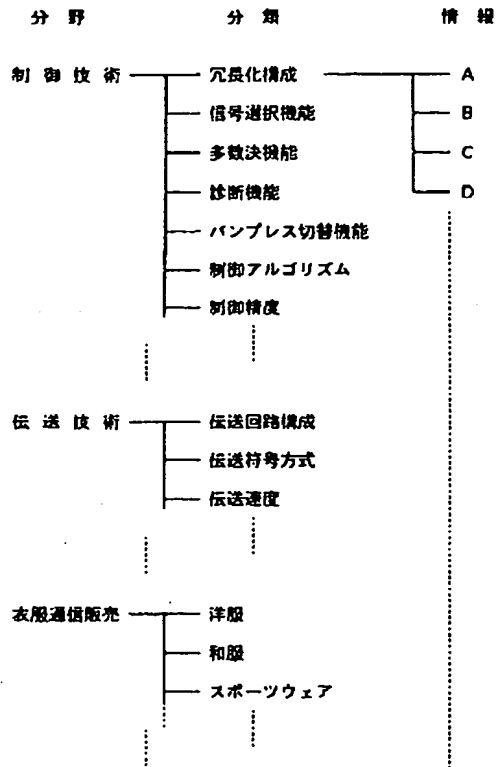 分野 分類 情報
制御技術 冗長化構成 A
信号選択機能 B
多数決機能 C
診断機能 D
バンプレス切替機能
制御アルゴリズム
制御精度
伝送技術 伝送回路構成
伝送符号方式
伝送速度
衣服通信販売 洋服
和服
スポーツウェア